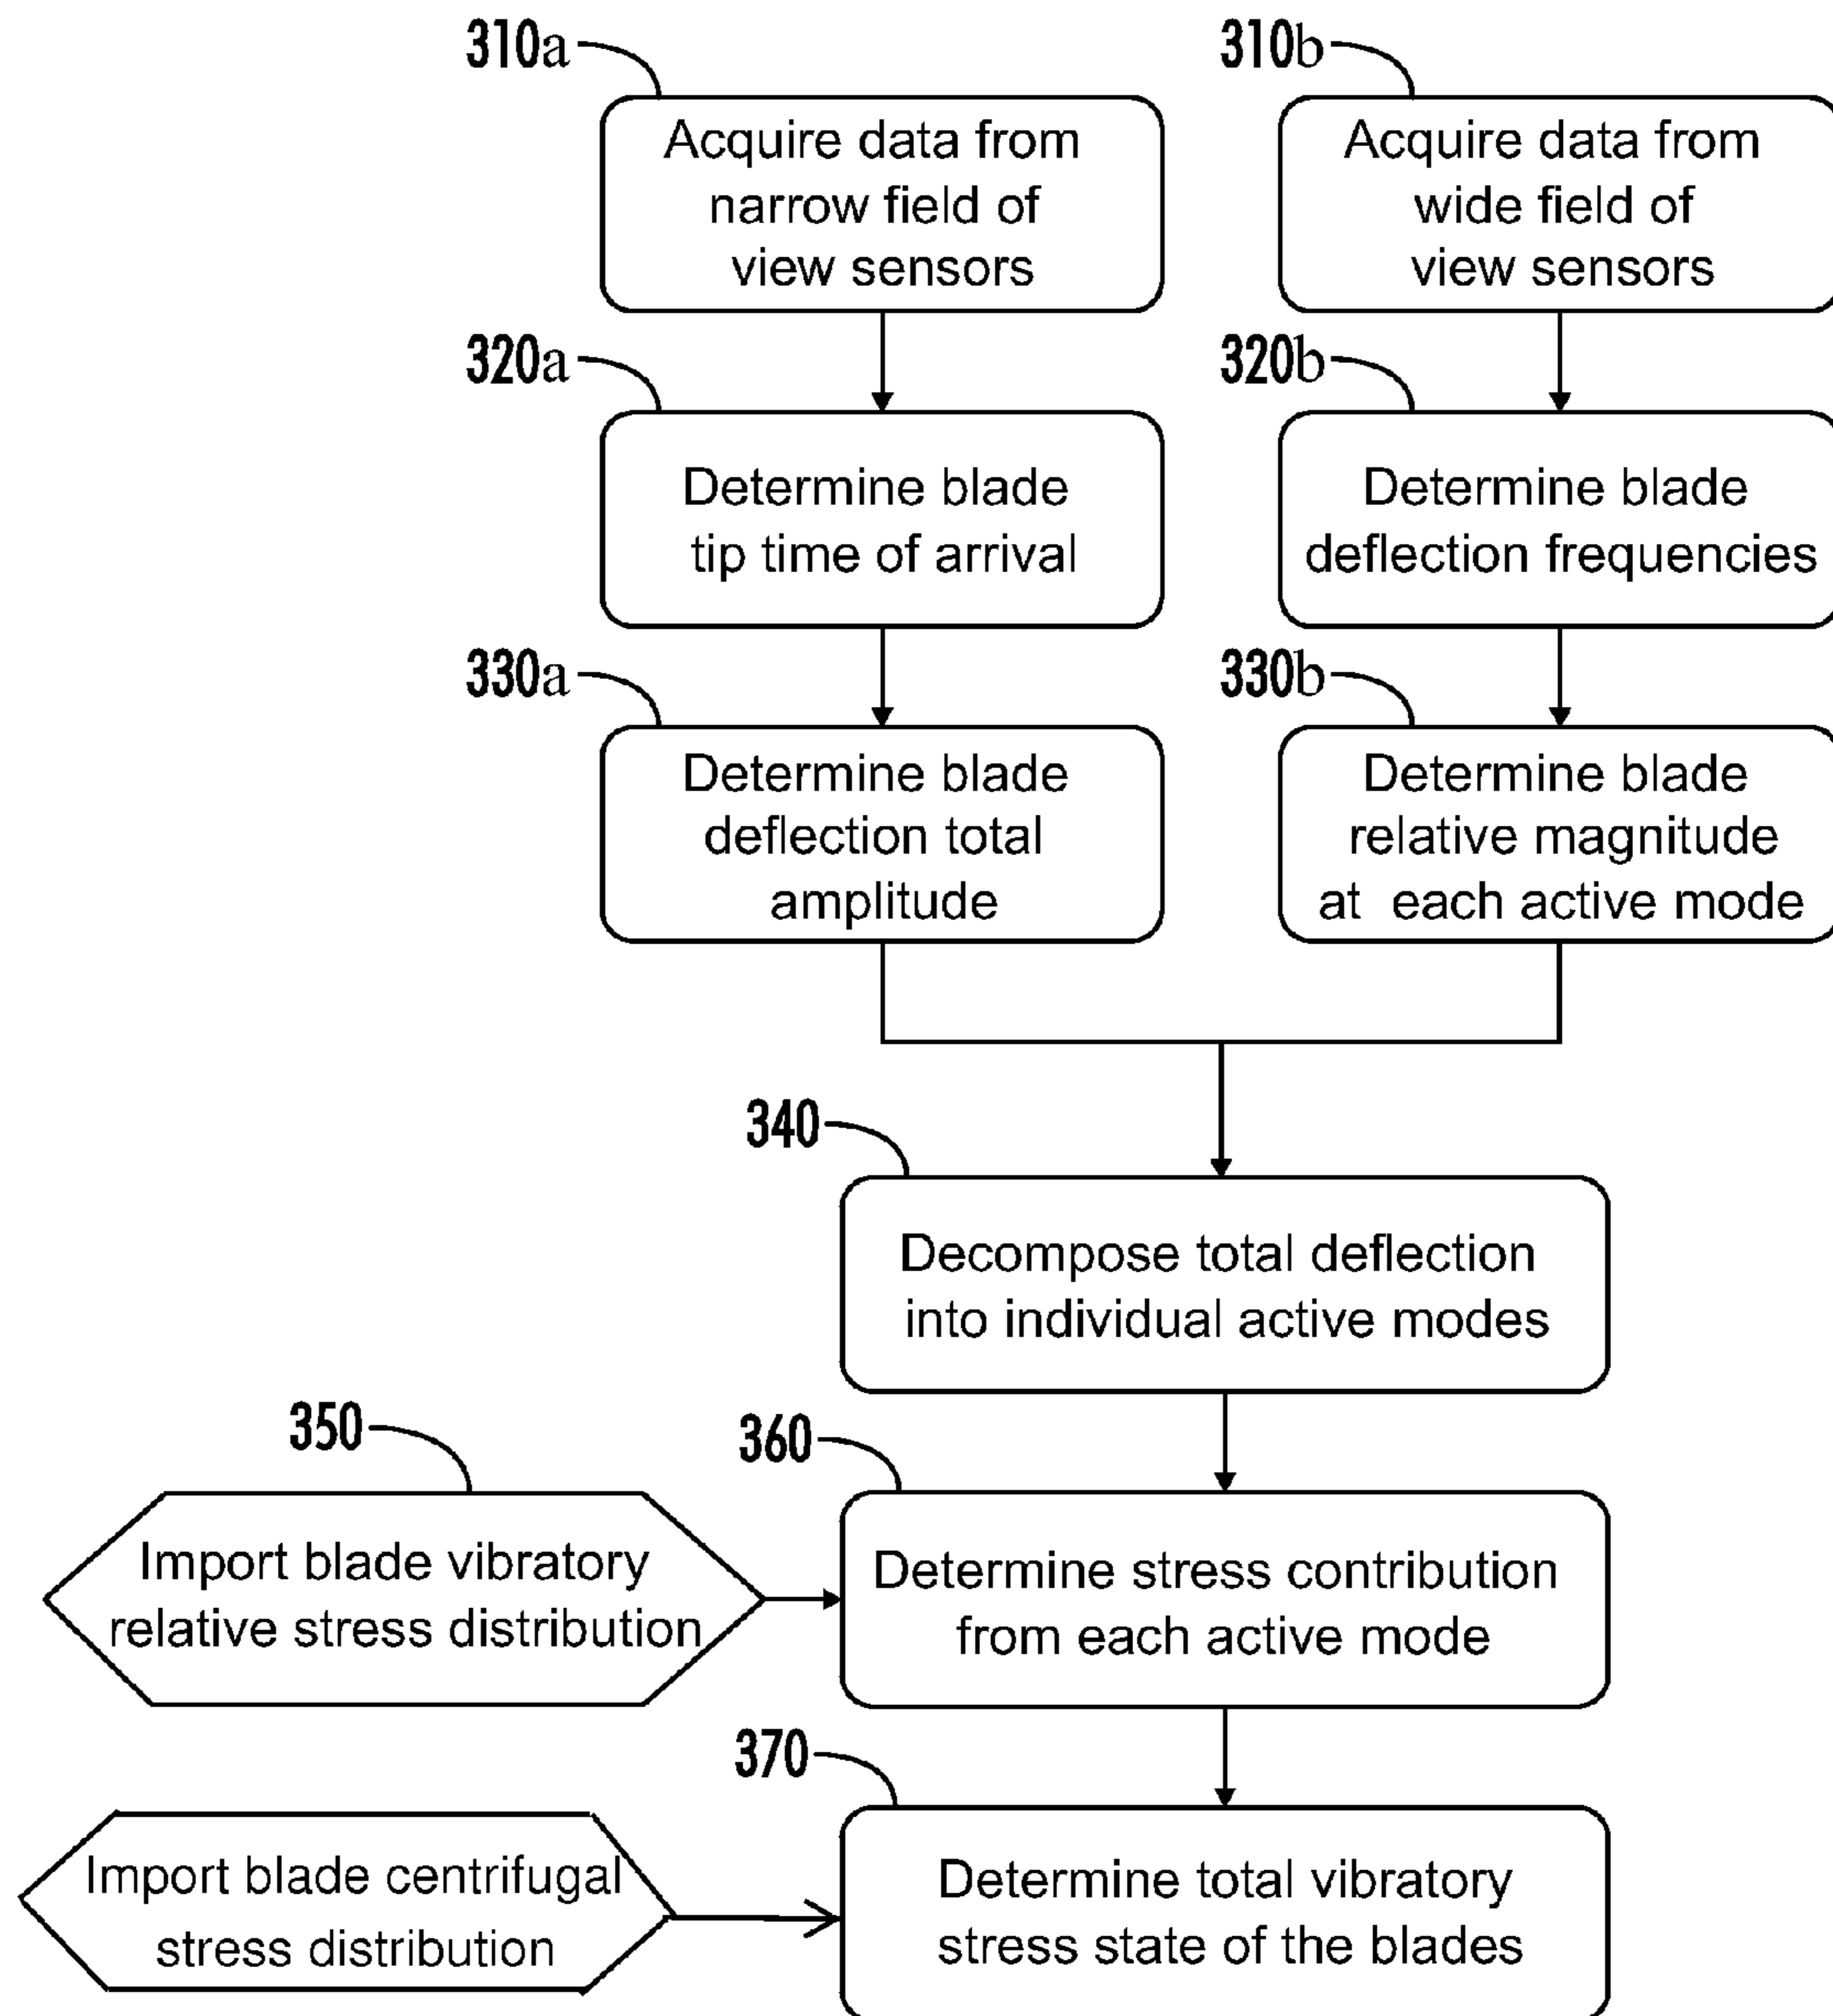 310a
Acquire data from
narrow field of
view sensors
310b
Acquire data from
wide field of
view sensors
320a
Determine blade
tip time of arrival
320b
Determine blade
deflection frequencies
330a
Determine blade
deflection total
amplitude
330b
Determine blade
relative magnitude
at each active mode
340
Decompose total deflection
into individual active modes
350
Import blade vibratory
relative stress distribution
360
Determine stress contribution
from each active mode
Import blade centrifugal
stress distribution
370
Determine total vibratory
stress state of the blades